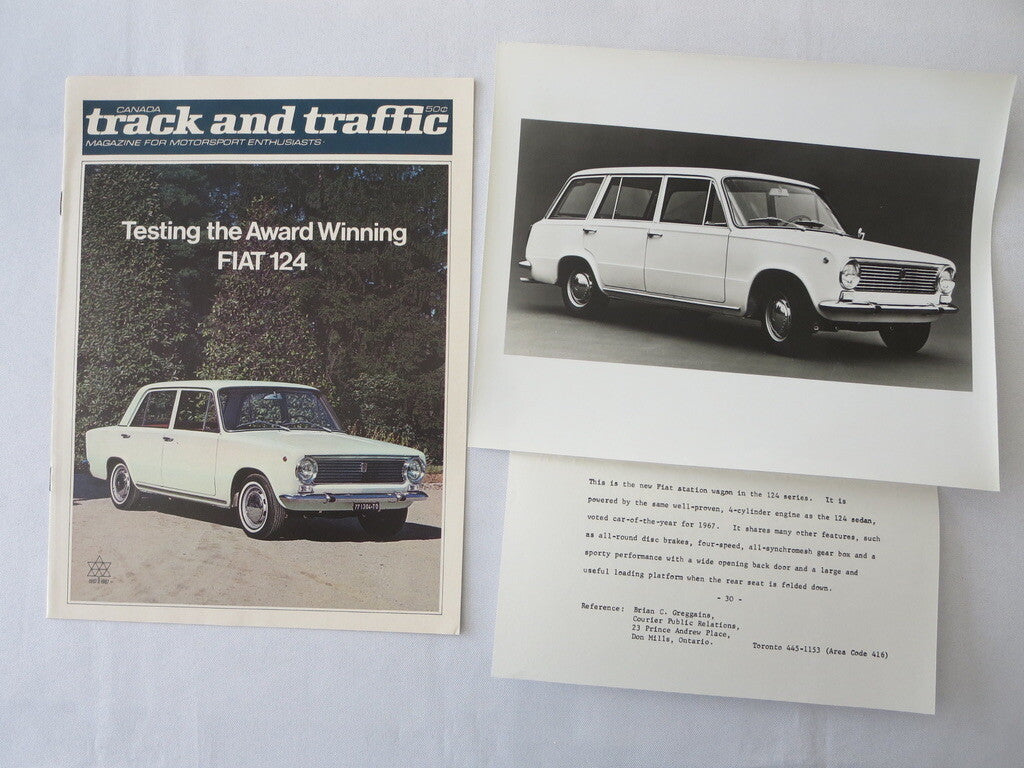 CANADA
50¢
track and traffic
MAGAZINE FOR MOTORSPORT ENTHUSIASTS
Testing the Award Winning
FIAT 124
This is the new Fiat station wagon in the 124 series. It is
powered by the same well-proven, 4-cylinder engine as the 124 sedan,
voted car-of-the-year for 1967. It shares many other features, such
as all-round disc brakes, four-speed, all-synchromesh gear box and a
sporty performance with a wide opening back door and a large and
useful loading platform when the rear seat is folded down.
- 30 -
Reference: Brian C. Greggains,
Courier Public Relations,
23 Prince Andrew Place,
Don Mills, Ontario.
Toronto 445-1153 (Area Code 416)